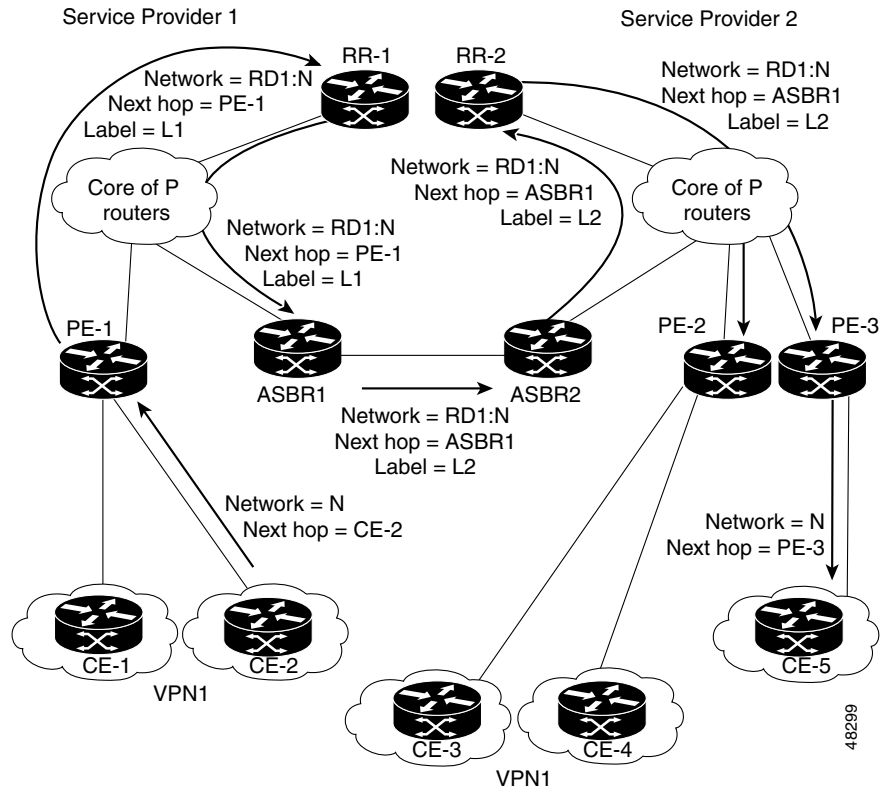 Service Provider 1
Service Provider 2
RR-1
RR-2
Network = RD1:N
Next hop = PE-1
Label = L1
Network = RD1:N
Next hop = ASBR1
Label = L2
Core of P
routers
Network = RD1:N
Next hop = ASBR1
Label = L2
Core of P
routers
Network = RD1:N
Next hop = PE-1
Label = L1
PE-1
PE-2
PE-3
ASBR1
ASBR2
Network = RD1:N
Next hop = ASBR1
Label = L2
Network = N
Next hop = CE-2
Network = N
Next hop = PE-3
CE-1
CE-2
VPN1
CE-5
CE-3
CE-4
VPN1
48299